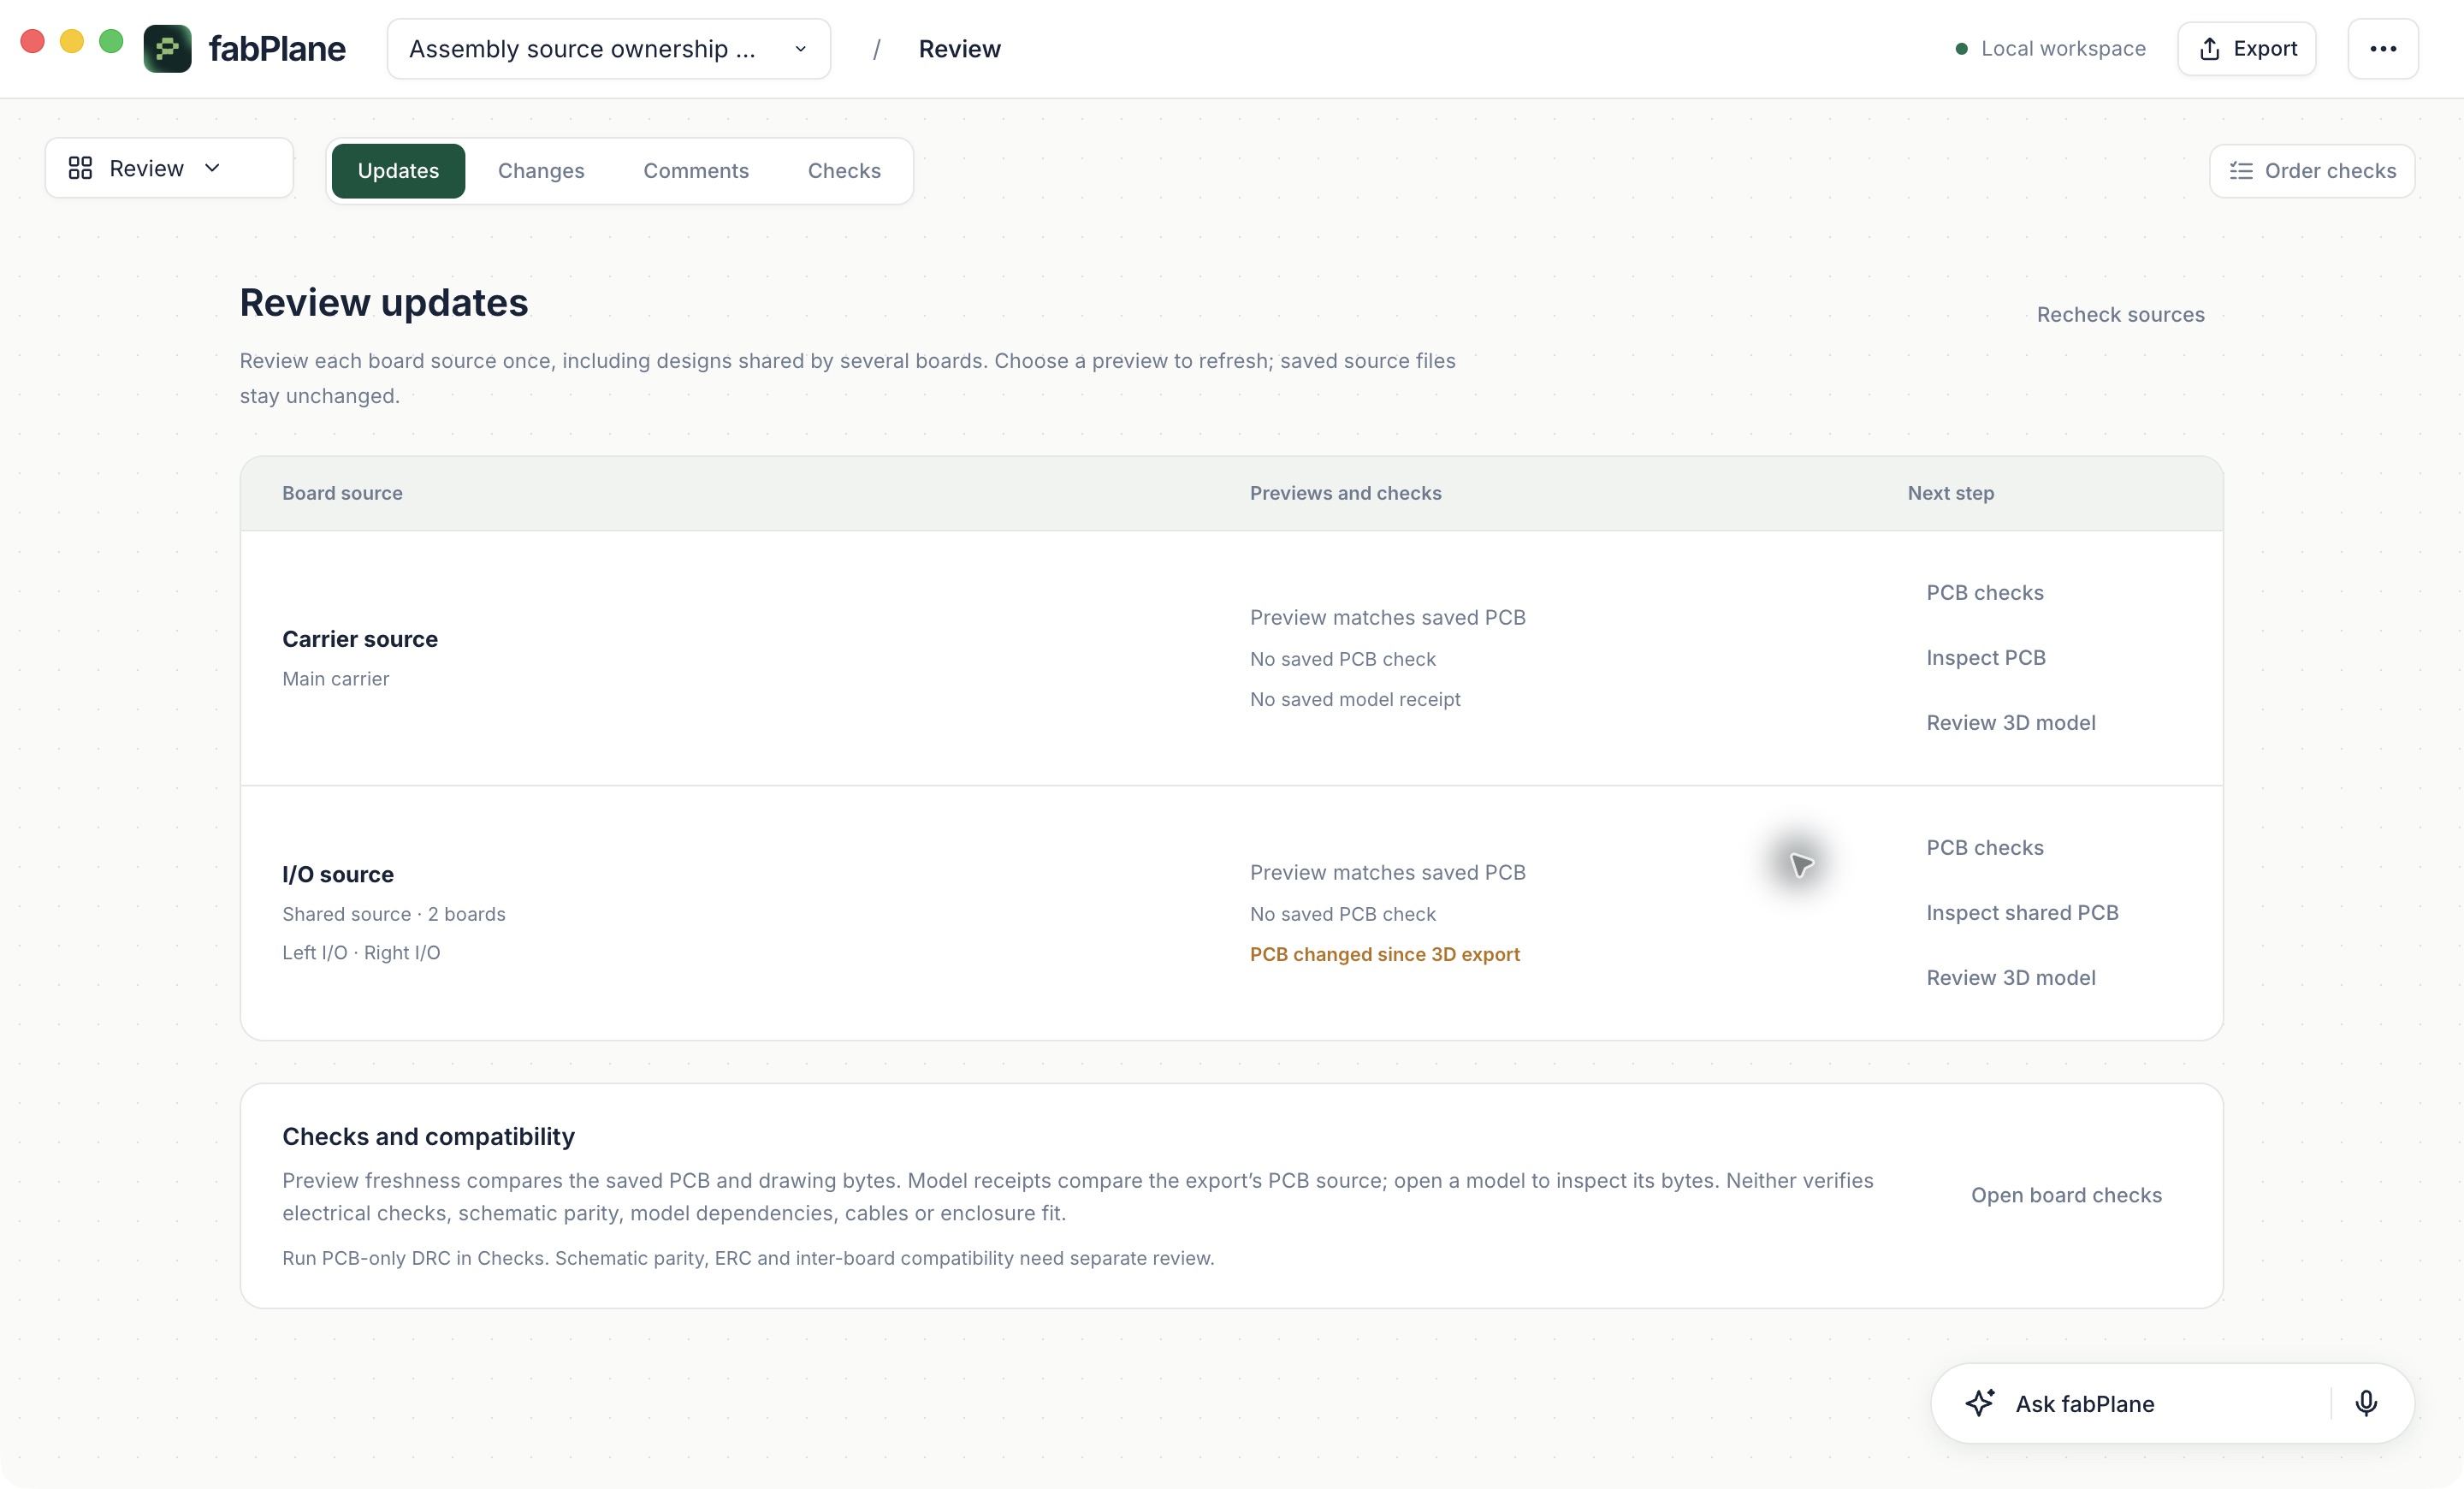 fabPlane
Assembly source ownership ...
/
Review
Local workspace
Export
Review
Updates
Changes
Comments
Checks
Order checks
Review updates
Recheck sources
Review each board source once, including designs shared by several boards. Choose a preview to refresh; saved source files
stay unchanged.
Board source
Previews and checks
Next step
Carrier source
Main carrier
Preview matches saved PCB
No saved PCB check
No saved model receipt
PCB checks
Inspect PCB
Review 3D model
I/O source
Shared source · 2 boards
Left I/O · Right I/O
Preview matches saved PCB
No saved PCB check
PCB changed since 3D export
PCB checks
Inspect shared PCB
Review 3D model
Checks and compatibility
Preview freshness compares the saved PCB and drawing bytes. Model receipts compare the export’s PCB source; open a model to inspect its bytes. Neither verifies
electrical checks, schematic parity, model dependencies, cables or enclosure fit.
Run PCB-only DRC in Checks. Schematic parity, ERC and inter-board compatibility need separate review.
Open board checks
Ask fabPlane